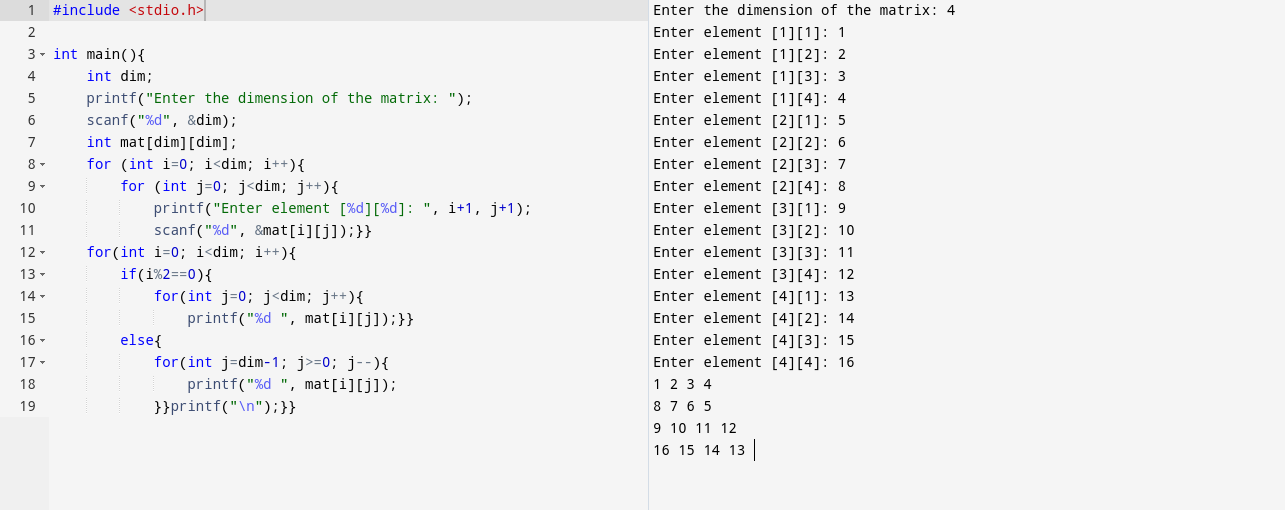 1 #include <stdio.h>
2
3 int main(){
4     int dim;
5     printf("Enter the dimension of the matrix: ");
6     scanf("%d", &dim);
7     int mat[dim][dim];
8     for (int i=0; i<dim; i++){
9         for (int j=0; j<dim; j++){
10             printf("Enter element [%d][%d]: ", i+1, j+1);
11             scanf("%d", &mat[i][j]);}}
12     for(int i=0; i<dim; i++){
13         if(i%2==0){
14             for(int j=0; j<dim; j++){
15                 printf("%d ", mat[i][j]);}}
16         else{
17             for(int j=dim-1; j>=0; j--){
18                 printf("%d ", mat[i][j]);
19             }}printf("\n");}}
Enter the dimension of the matrix: 4
Enter element [1][1]: 1
Enter element [1][2]: 2
Enter element [1][3]: 3
Enter element [1][4]: 4
Enter element [2][1]: 5
Enter element [2][2]: 6
Enter element [2][3]: 7
Enter element [2][4]: 8
Enter element [3][1]: 9
Enter element [3][2]: 10
Enter element [3][3]: 11
Enter element [3][4]: 12
Enter element [4][1]: 13
Enter element [4][2]: 14
Enter element [4][3]: 15
Enter element [4][4]: 16
1 2 3 4
8 7 6 5
9 10 11 12
16 15 14 13